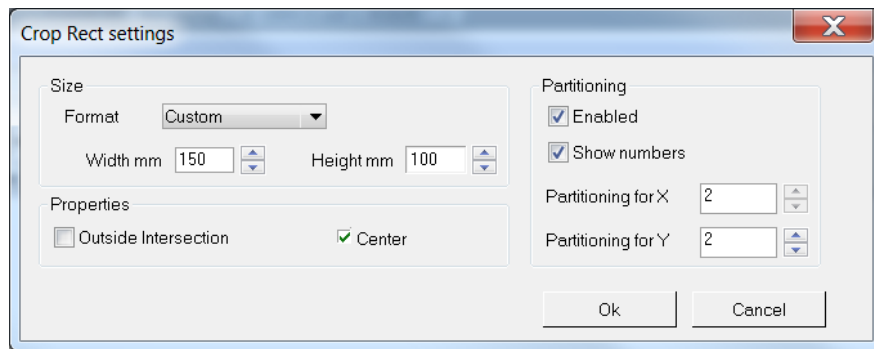 Crop Rect settings
Size
Format Custom
Width mm 150 Height mm 100
Properties
Outside Intersection Center
Partitioning
Enabled
Show numbers
Partitioning for X 2
Partitioning for Y 2
Ok Cancel